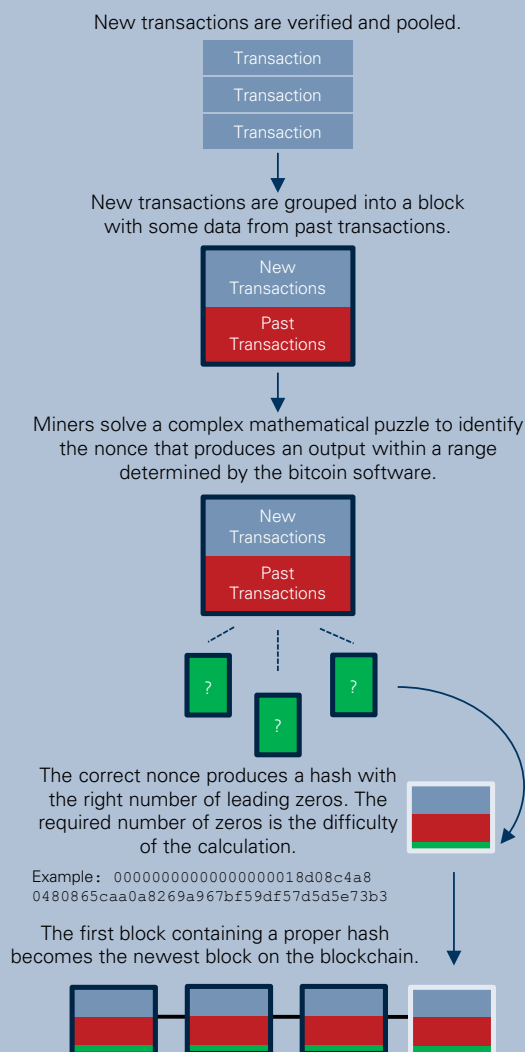 New transactions are verified and pooled.
Transaction
Transaction
Transaction
New transactions are grouped into a block
with some data from past transactions.
New
Transactions
Past
Transactions
Miners solve a complex mathematical puzzle to identify
the nonce that produces an output within a range
determined by the bitcoin software.
New
Transactions
Past
Transactions
?
?
?
The correct nonce produces a hash with
the right number of leading zeros. The
required number of zeros is the difficulty
of the calculation.
Example: 00000000000000000018d08c4a8
0480865caa0a8269a967bf59df57d5d5e73b3
The first block containing a proper hash
becomes the newest block on the blockchain.